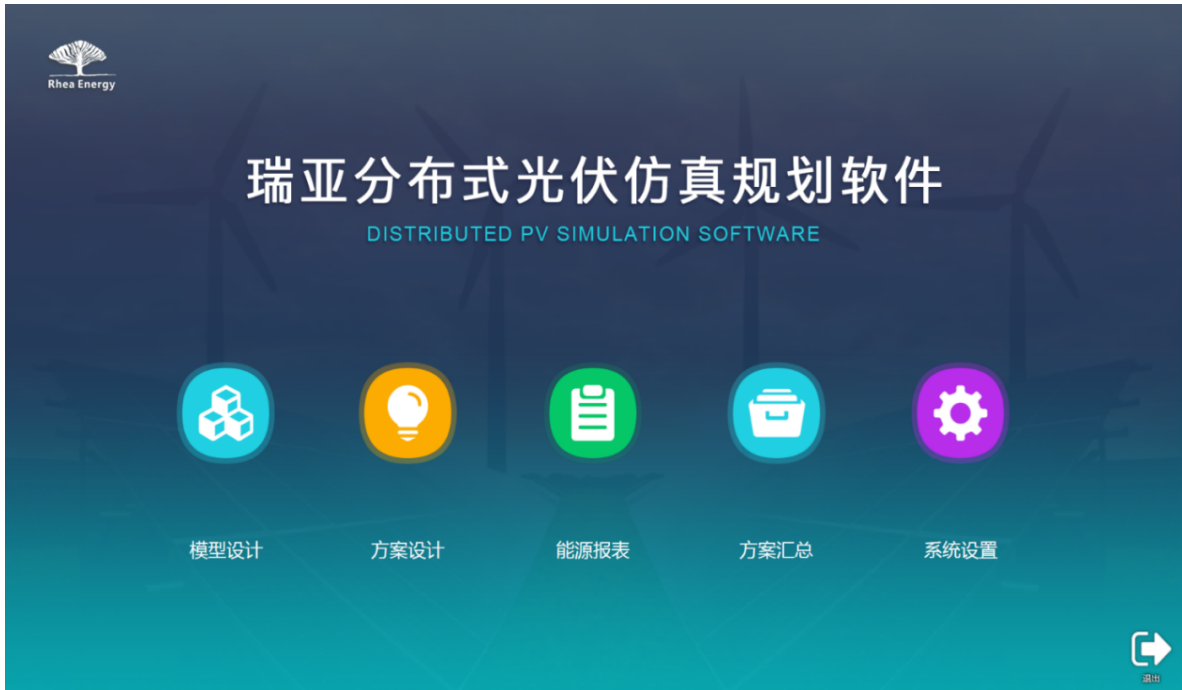 Rhea Energy
瑞亚分布式光伏仿真规划软件
DISTRIBUTED PV SIMULATION SOFTWARE
模型设计 方案设计 能源报表 方案汇总 系统设置
退出